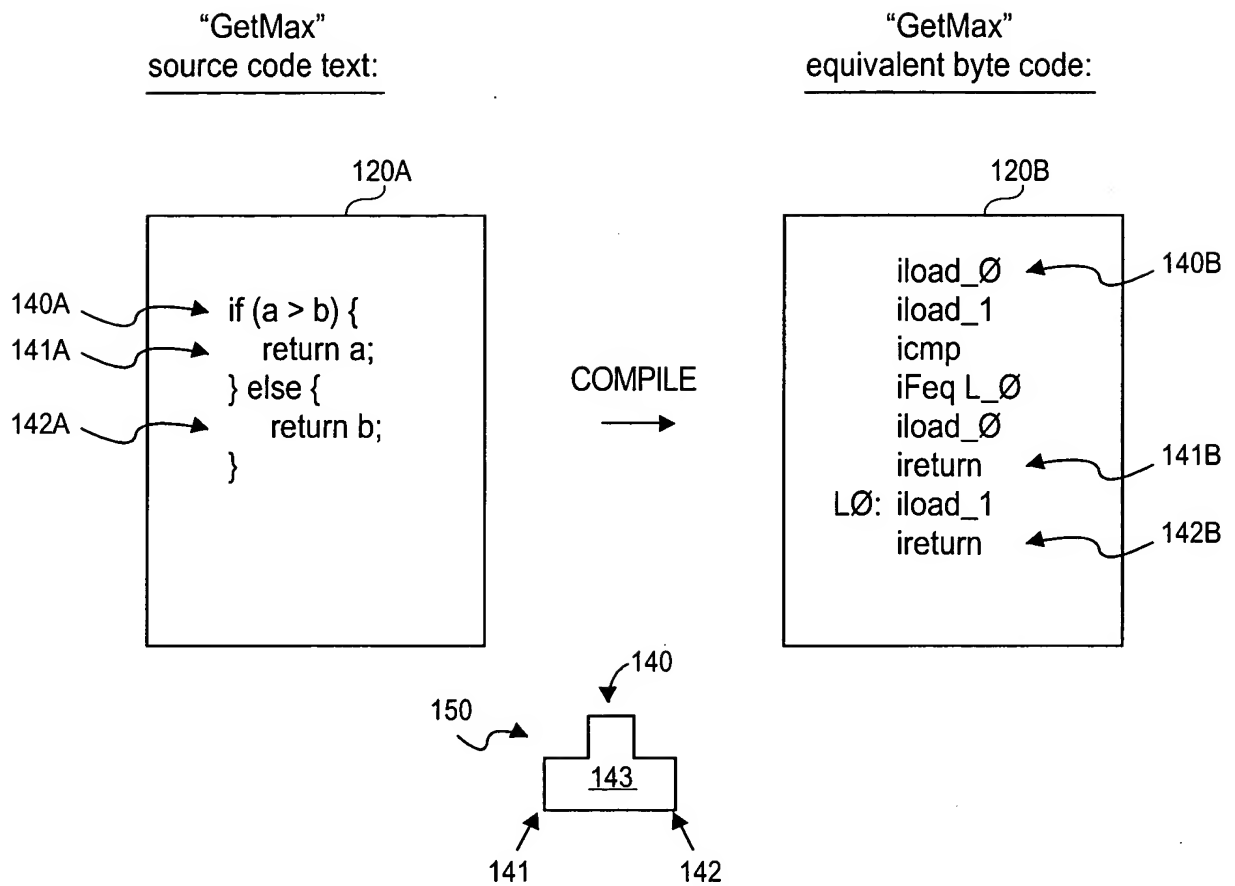 “GetMax”
source code text:
“GetMax”
equivalent byte code:
120A
120B
140A
if (a > b) {
141A
return a;
} else {
142A
return b;
}
COMPILE
iload_Ø
140B
iload_1
icmp
iFeq L_Ø
iload_Ø
ireturn
141B
LØ: iload_1
ireturn
142B
140
150
143
141
142